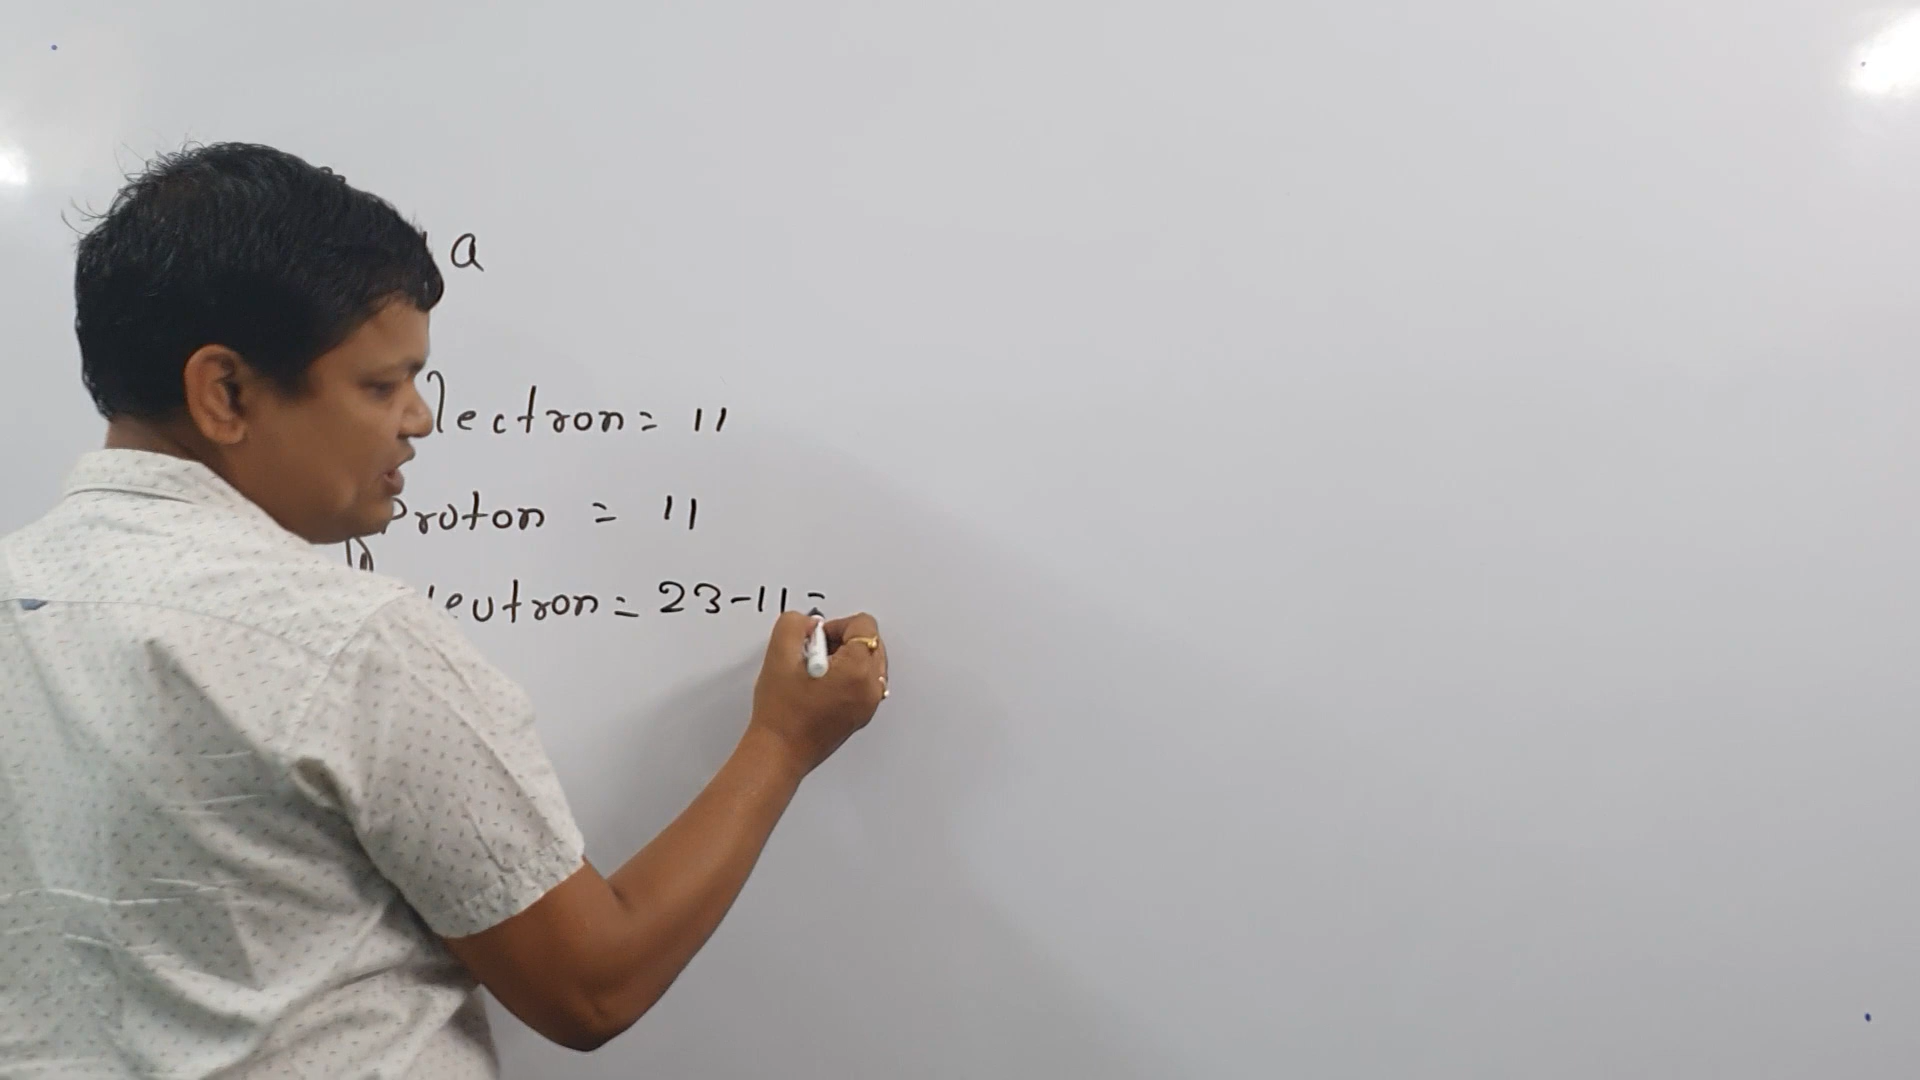 a
lectron = 11
Proton = 11
eutron = 23-11=